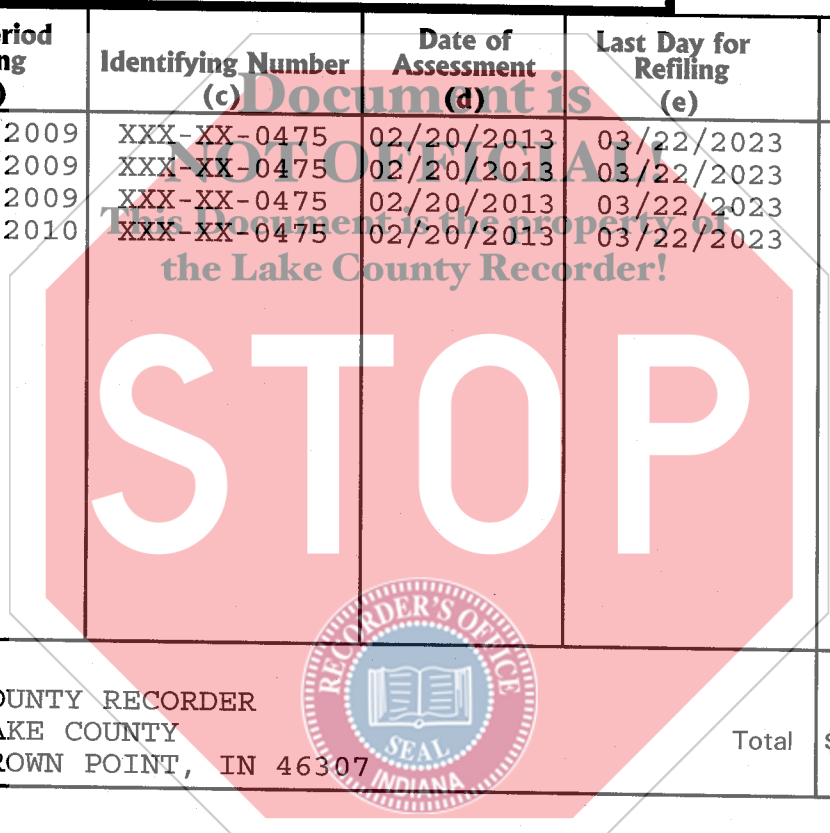 riod
ng
)
Identifying Number
(c)
Date of
Assessment
(d)
Last Day for
Refiling
(e)
2009 XXX-XX-0475 02/20/2013 03/22/2023
2009 XXX-XX-0475 02/20/2013 03/22/2023
2009 XXX-XX-0475 02/20/2013 03/22/2023
2010 XXX-XX-0475 02/20/2013 03/22/2023
Document is
NOT OFFICIAL!
This Document is the property of
the Lake County Recorder!
STOP
RECORDER'S OFFICE
SEAL
INDIANA
OUNTY RECORDER
AKE COUNTY
ROWN POINT, IN 46307
Total